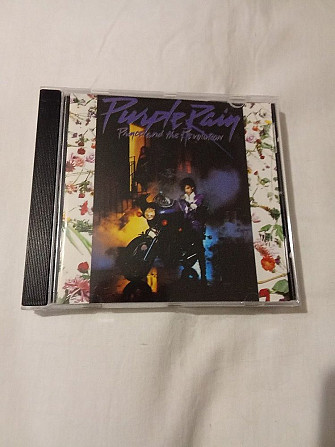 Purple Rain
Prince and the Revolution